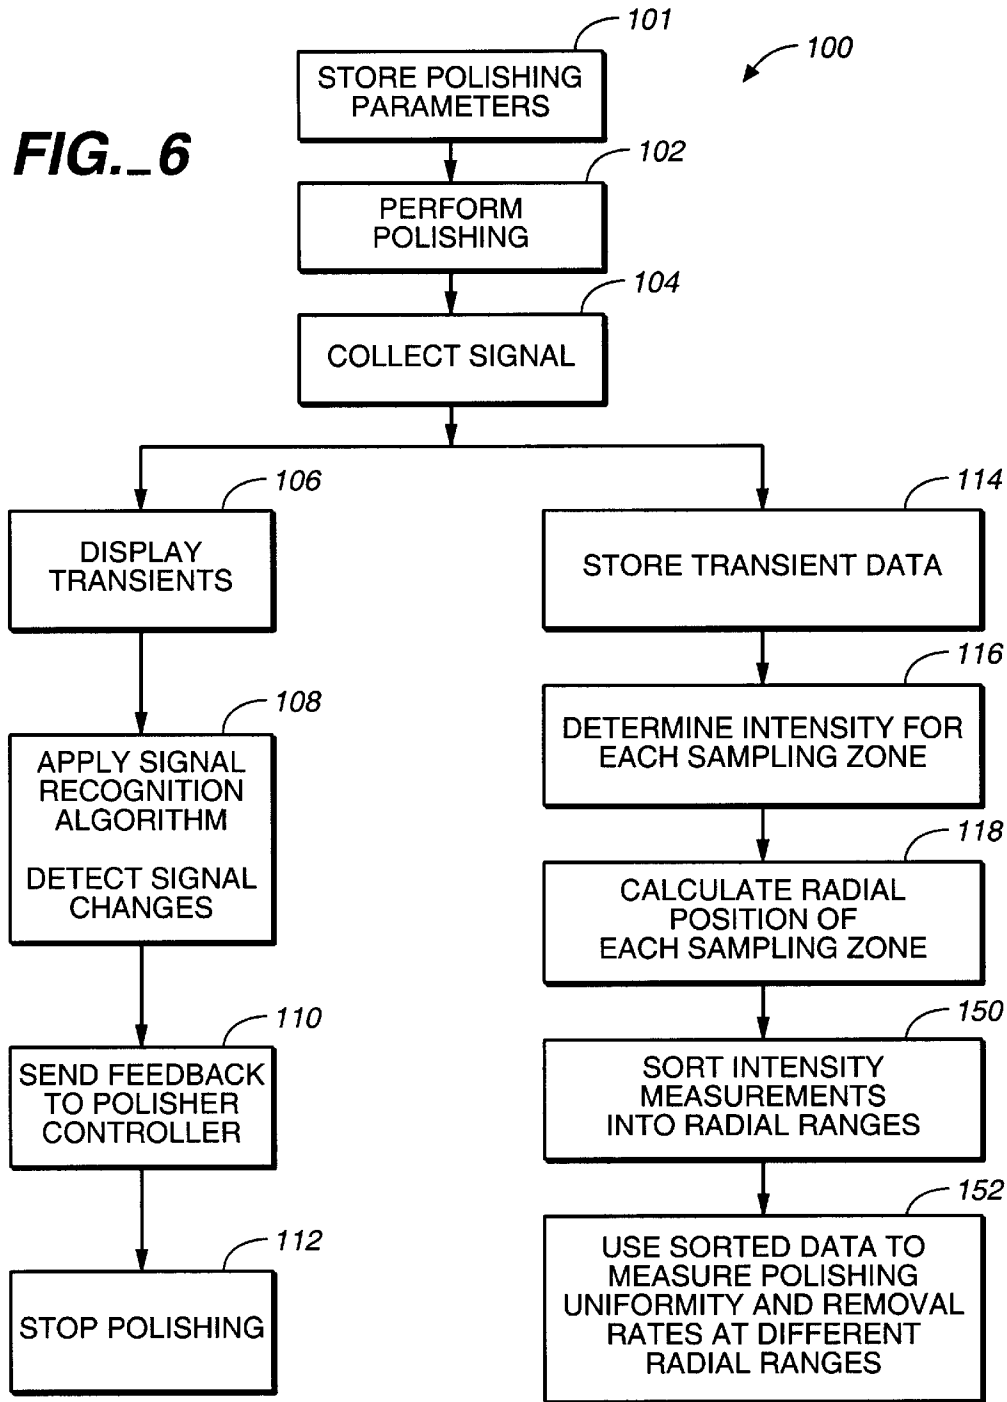 FIG._6
100
101
STORE POLISHING
PARAMETERS
102
PERFORM
POLISHING
104
COLLECT SIGNAL
106
DISPLAY
TRANSIENTS
108
APPLY SIGNAL
RECOGNITION
ALGORITHM
DETECT SIGNAL
CHANGES
110
SEND FEEDBACK
TO POLISHER
CONTROLLER
112
STOP POLISHING
114
STORE TRANSIENT DATA
116
DETERMINE INTENSITY FOR
EACH SAMPLING ZONE
118
CALCULATE RADIAL
POSITION OF
EACH SAMPLING ZONE
150
SORT INTENSITY
MEASUREMENTS
INTO RADIAL RANGES
152
USE SORTED DATA TO
MEASURE POLISHING
UNIFORMITY AND REMOVAL
RATES AT DIFFERENT
RADIAL RANGES